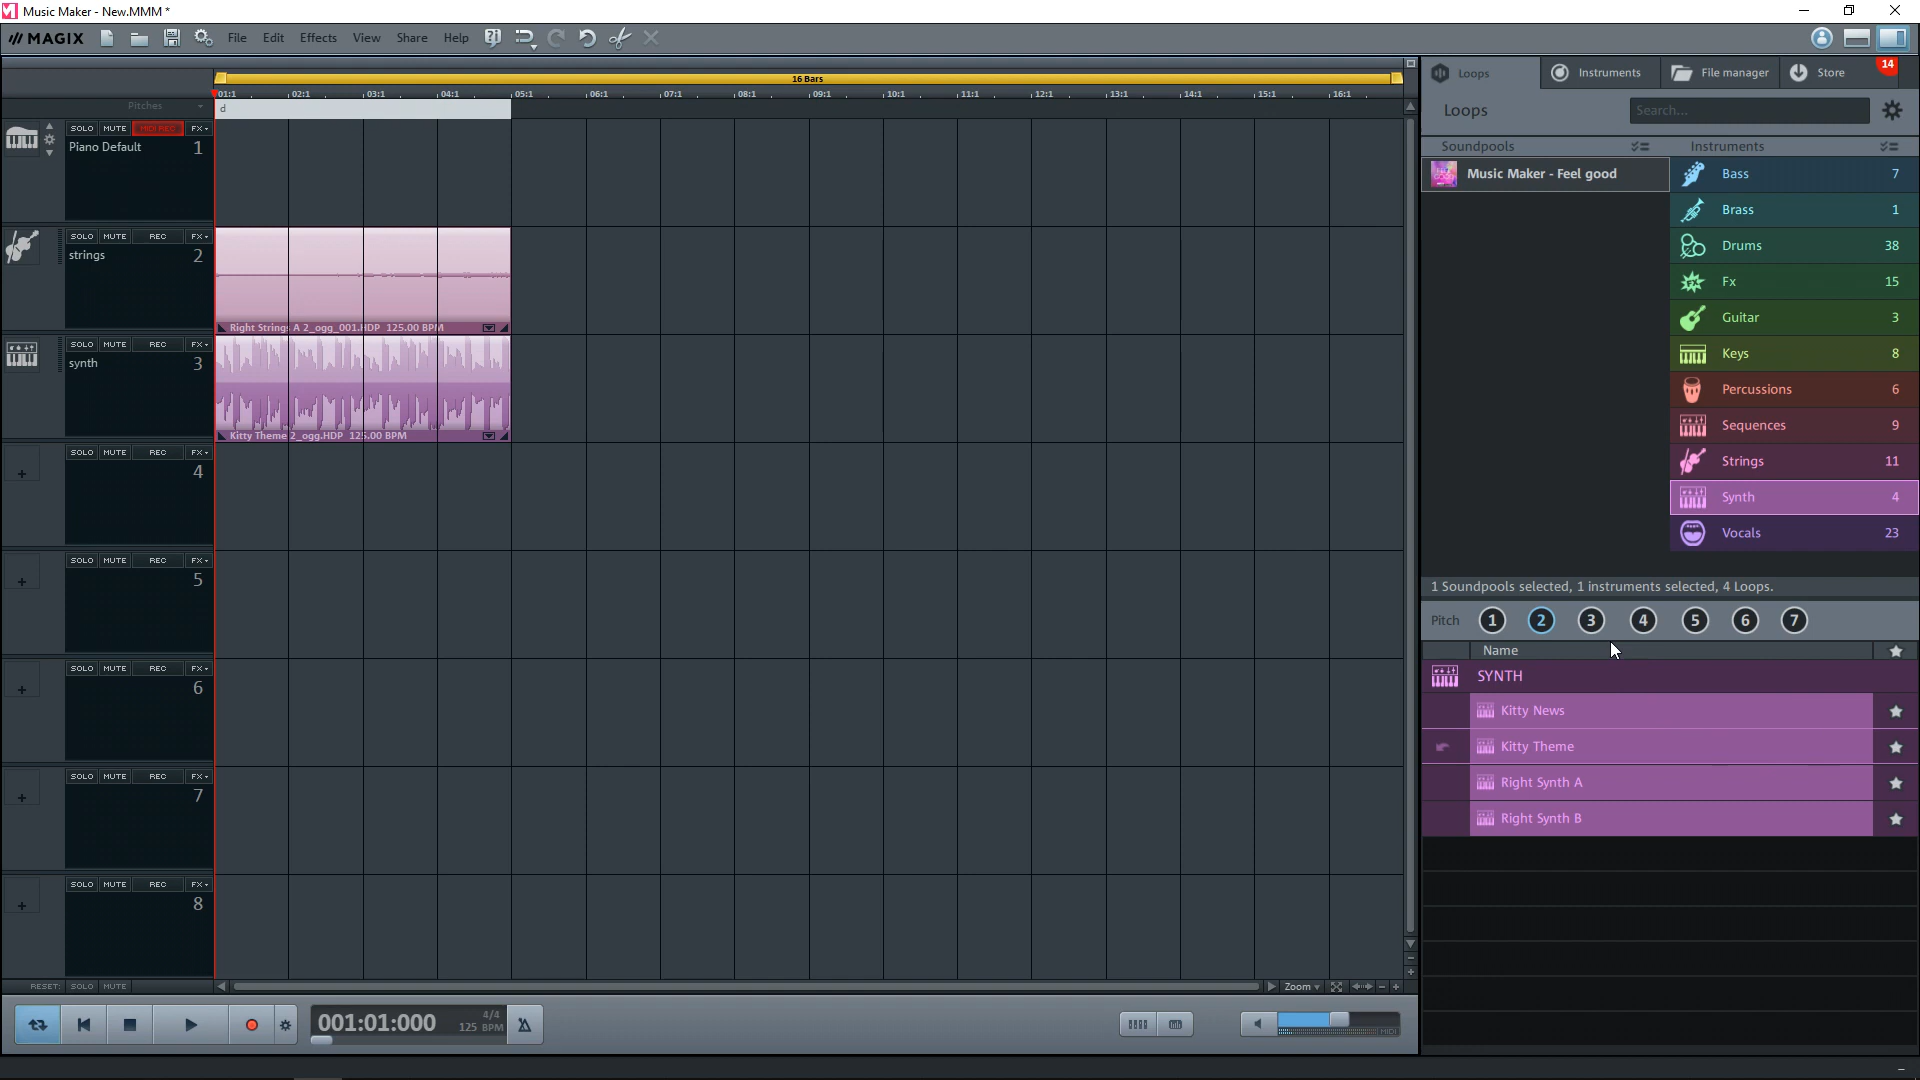 Music Maker - New.MMM *
MAGIX File Edit Effects View Share Help
16 Bars
01:1 02:1 03:1 04:1 05:1 06:1 07:1 08:1 09:1 10:1 11:1 12:1 13:1 14:1 15:1 16:1
Pitches d
SOLO MUTE MIDI REC FX
Piano Default 1
SOLO MUTE REC FX
strings 2
Right Strings A 2_ogg_001.HDP 125.00 BPM
SOLO MUTE REC FX
synth 3
Kitty Theme 2_ogg.HDP 125.00 BPM
SOLO MUTE REC FX
4
SOLO MUTE REC FX
5
SOLO MUTE REC FX
6
SOLO MUTE REC FX
7
SOLO MUTE REC FX
8
RESET: SOLO MUTE Zoom
001:01:000 4/4
125 BPM
MIDI
Loops Instruments File manager Store 14
Loops Search...
Soundpools Instruments
Music Maker - Feel good
Bass 7
Brass 1
Drums 38
Fx 15
Guitar 3
Keys 8
Percussions 6
Sequences 9
Strings 11
Synth 4
Vocals 23
1 Soundpools selected, 1 instruments selected, 4 Loops.
Pitch 1 2 3 4 5 6 7
Name
SYNTH
Kitty News
Kitty Theme
Right Synth A
Right Synth B